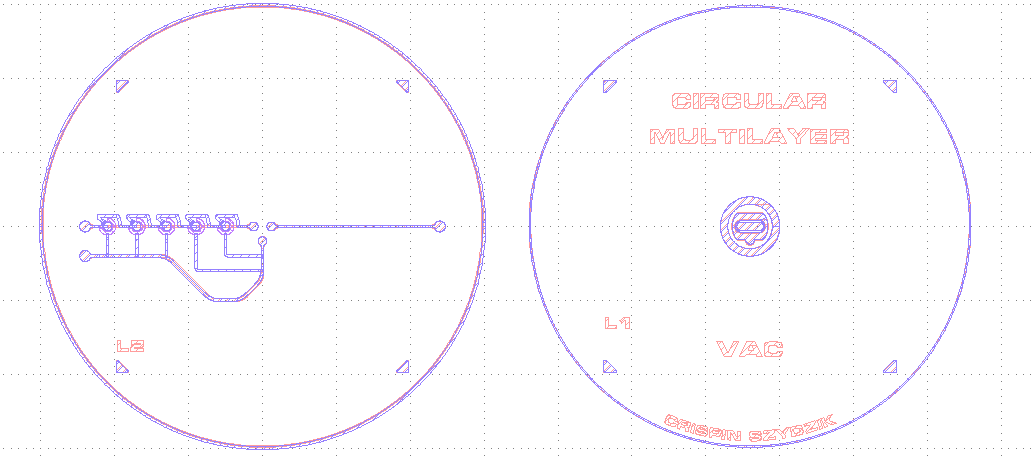 CIRCULAR
MULTILAYER
L2
L1
VAC
CRISPIN SZYDZIK